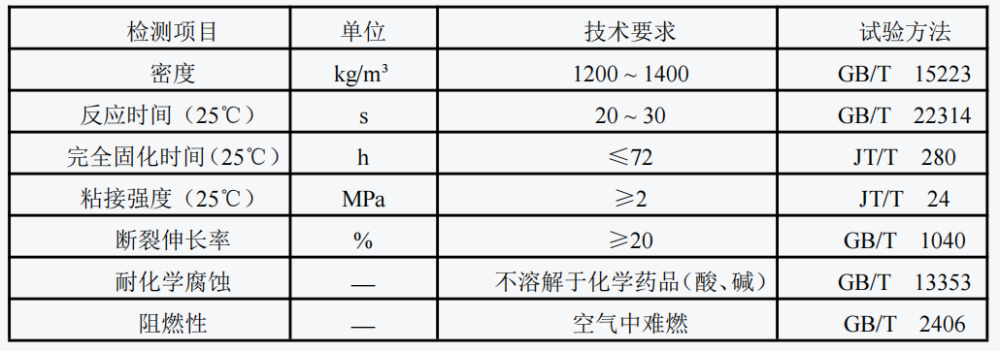 检测项目 单位 技术要求 试验方法
密度 kg/m³ 1200 ~ 1400 GB/T 15223
反应时间（25℃） s 20 ~ 30 GB/T 22314
完全固化时间（25℃） h ≤72 JT/T 280
粘接强度（25℃） MPa ≥2 JT/T 24
断裂伸长率 % ≥20 GB/T 1040
耐化学腐蚀 — 不溶解于化学药品（酸、碱） GB/T 13353
阻燃性 — 空气中难燃 GB/T 2406